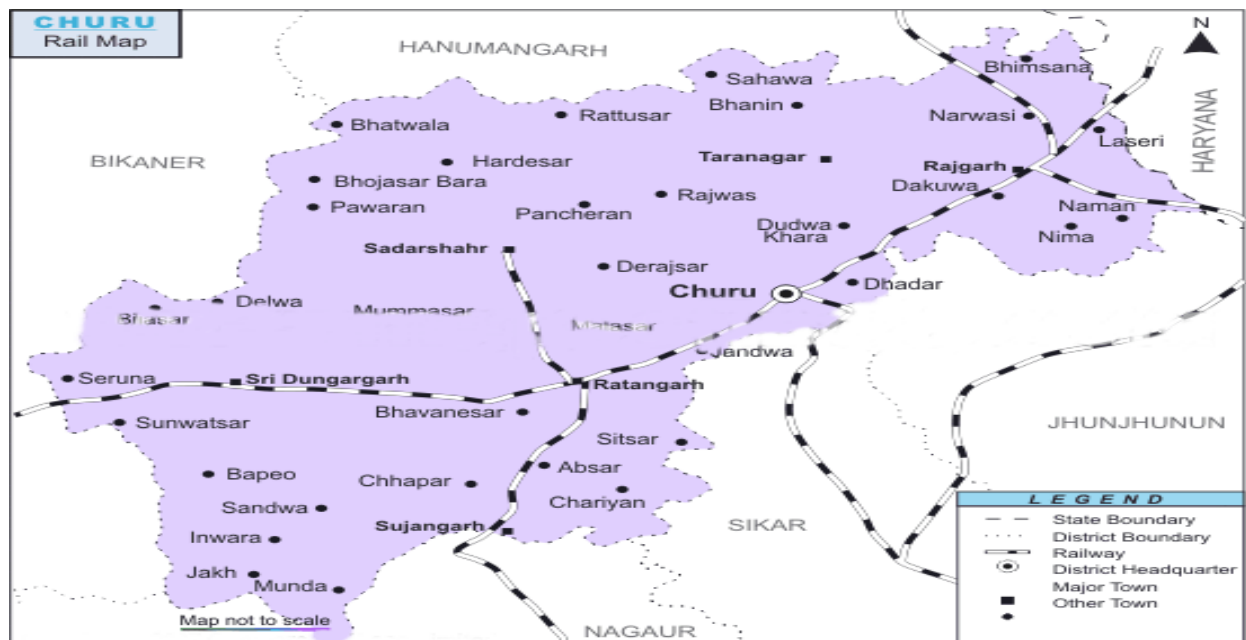 CHURU
Rail Map
N
HANUMANGARH
Bhimsana
Sahawa
Bhanin
Narwasi
Rattusar
Bhatwala
Laseri
HARYANA
BIKANER
Hardesar
Taranagar
Rajgarh
Bhojasar Bara
Rajwas
Dakuwa
Pawaran
Pancheran
Naman
Dudwa
Khara
Nima
Sadarshahr
Derajsar
Churu
Dhadar
Delwa
Mummasar
Bhasar
Matasar
Jandwa
Seruna
Sri Dungargarh
Ratangarh
Bhavanesar
Sunwatsar
JHUNJHUNUN
Sitsar
Bapeo
Absar
Chhapar
Chariyan
Sandwa
Sujangarh
SIKAR
Inwara
Jakh
Munda
Map not to scale
NAGAUR
LEGEND
State Boundary
District Boundary
Railway
District Headquarter
Major Town
Other Town